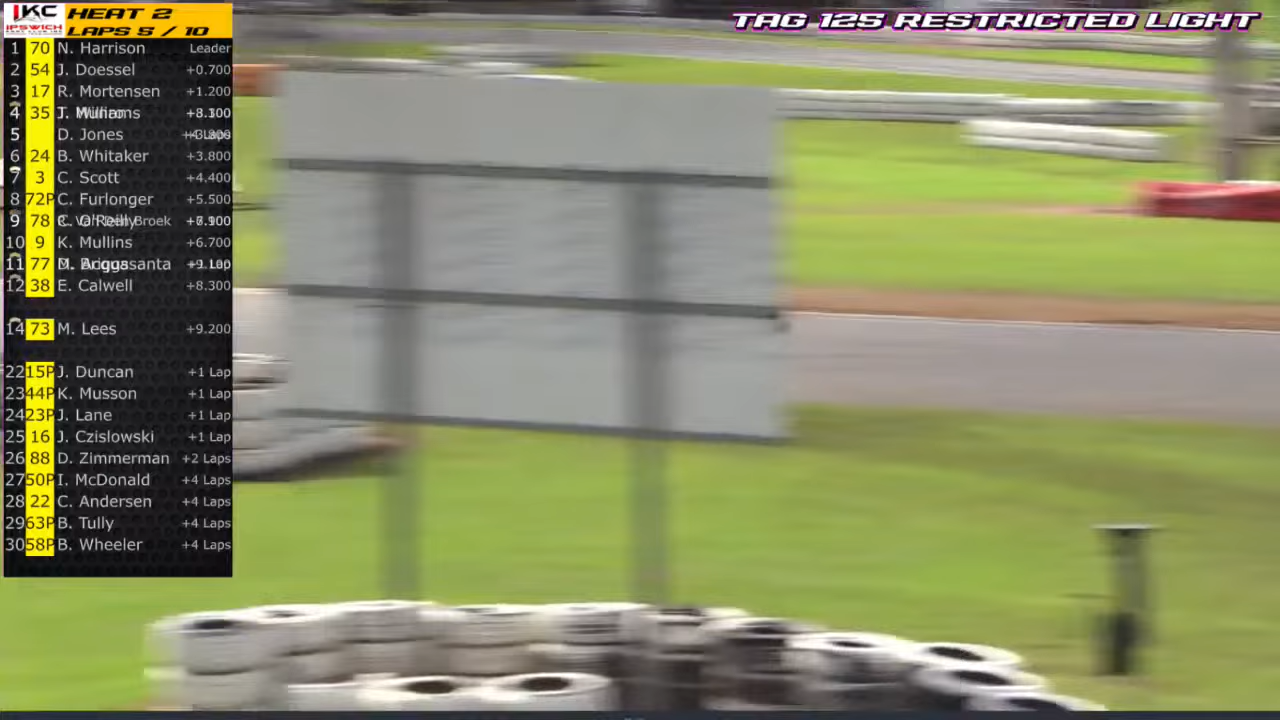 IKC
IPSWICH
HEAT 2
LAPS 5 / 10
TAG 125 RESTRICTED LIGHT
1 70 N. Harrison Leader
2 54 J. Doessel +0.700
3 17 R. Mortensen +1.200
4 35
5 D. Jones
6 24 B. Whitaker +3.800
7 3 C. Scott +4.400
8 72P C. Furlonger +5.500
9 78
10 9 K. Mullins +6.700
11 77
12 38 E. Calwell +8.300
14 73 M. Lees +9.200
22 15P J. Duncan +1 Lap
23 44P K. Musson +1 Lap
24 23P J. Lane +1 Lap
25 16 J. Czislowski +1 Lap
26 88 D. Zimmerman +2 Laps
27 50P I. McDonald +4 Laps
28 22 C. Andersen +4 Laps
29 63P B. Tully +4 Laps
30 58P B. Wheeler +4 Laps